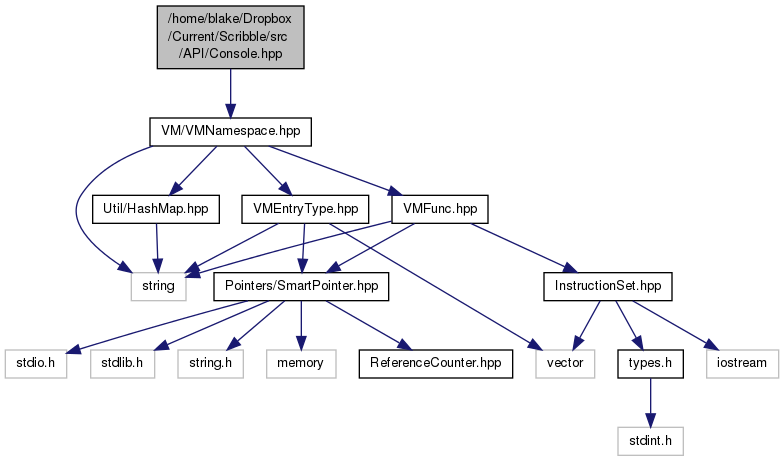 /home/blake/Dropbox
/Current/Scribble/src
/API/Console.hpp
VM/VMNamespace.hpp
Util/HashMap.hpp
VMEntryType.hpp
VMFunc.hpp
string
Pointers/SmartPointer.hpp
InstructionSet.hpp
stdio.h
stdlib.h
string.h
memory
ReferenceCounter.hpp
vector
types.h
iostream
stdint.h